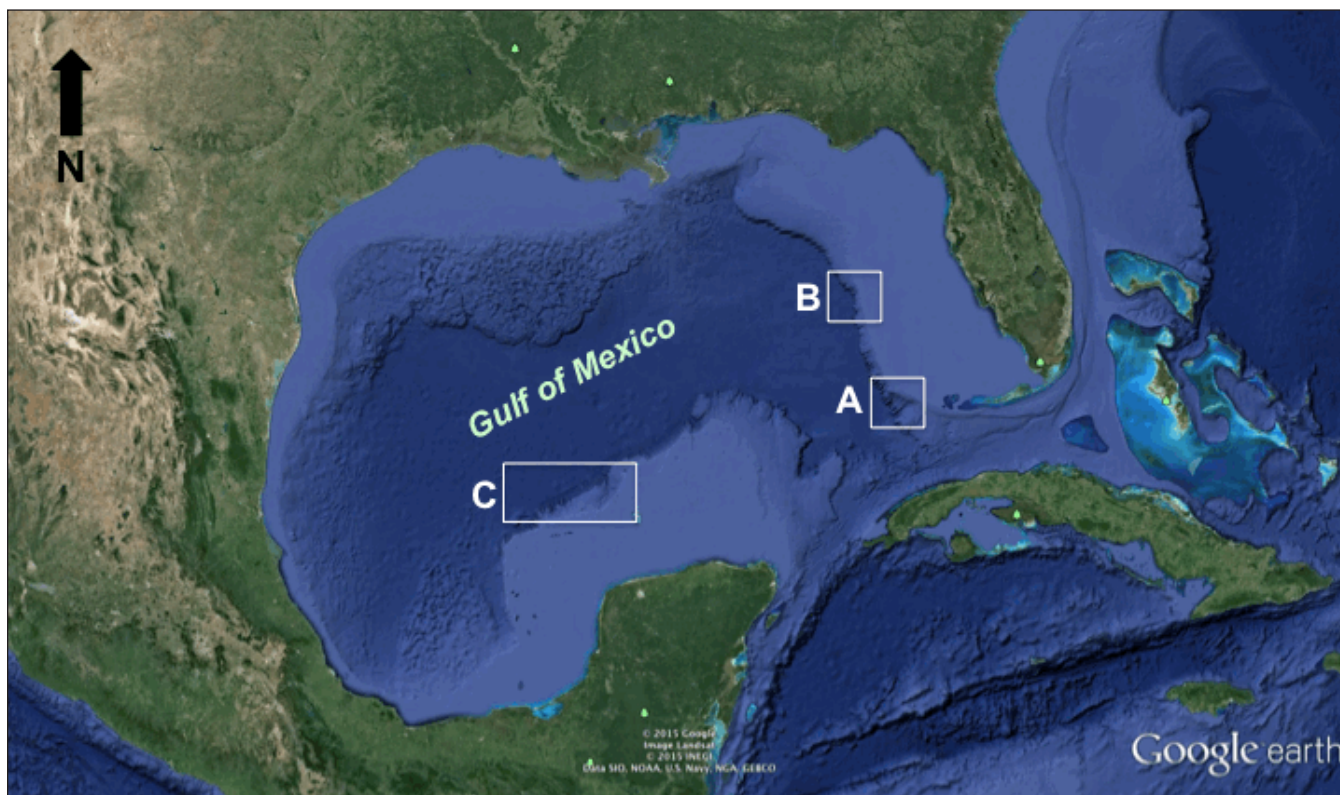 N
B
A
Gulf of Mexico
C
© 2015 Google
Image Landsat
© 2015 INEGI
Data SIO, NOAA, U.S. Navy, NGA, GEBCO
Google earth